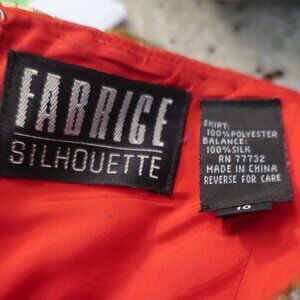 FABRICE
SILHOUETTE
SKIRT:
100%POLYESTER
BALANCE:
100%SILK
RN 77732
MADE IN CHINA
REVERSE FOR CARE
10